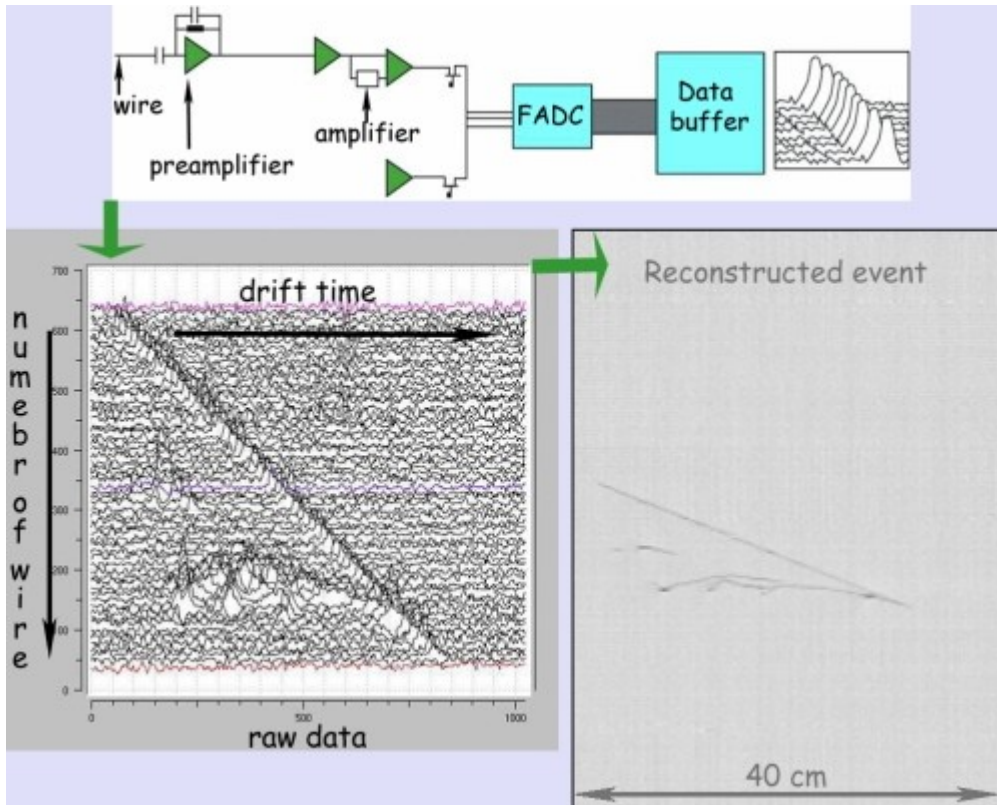 wire
preamplifier
amplifier
FADC
Data
buffer
drift time
number of wire
700
600
500
400
300
200
100
0
0
500
1000
raw data
Reconstructed event
40 cm